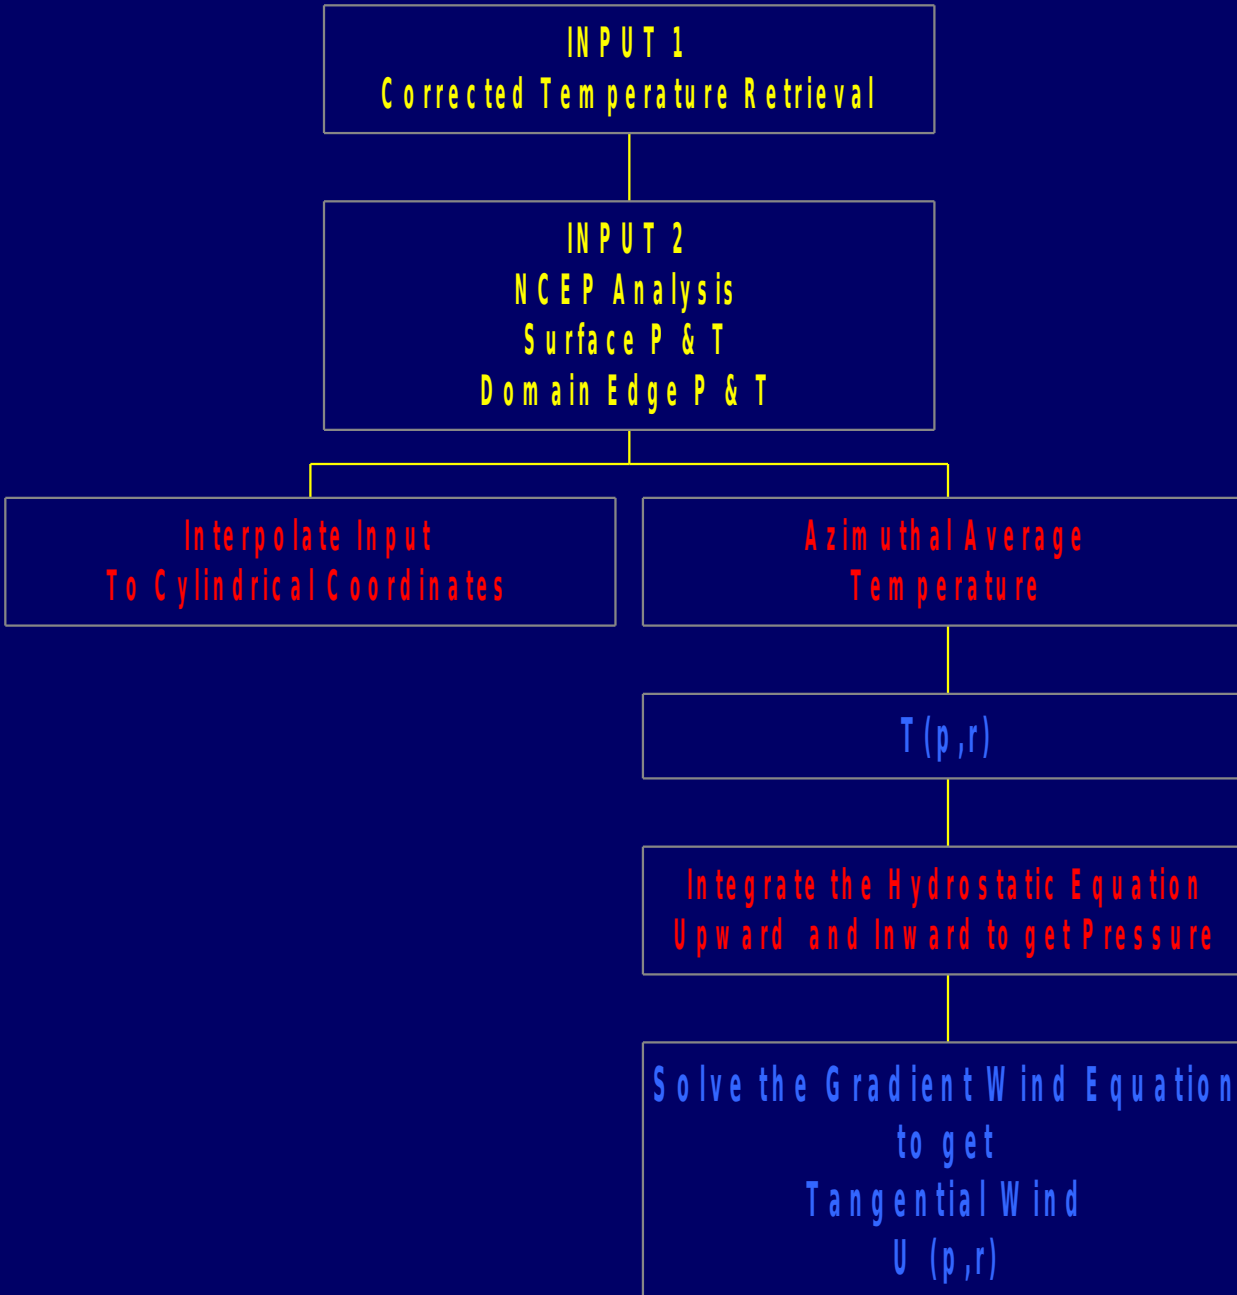 INPUT 1
Corrected Temperature Retrieval
INPUT 2
NCEP Analysis
Surface P & T
Domain Edge P & T
Interpolate Input
To Cylindrical Coordinates
Azimuthal Average
Temperature
T(p,r)
Integrate the Hydrostatic Equation
Upward and Inward to get Pressure
Solve the Gradient Wind Equation
to get
Tangential Wind
U (p,r)